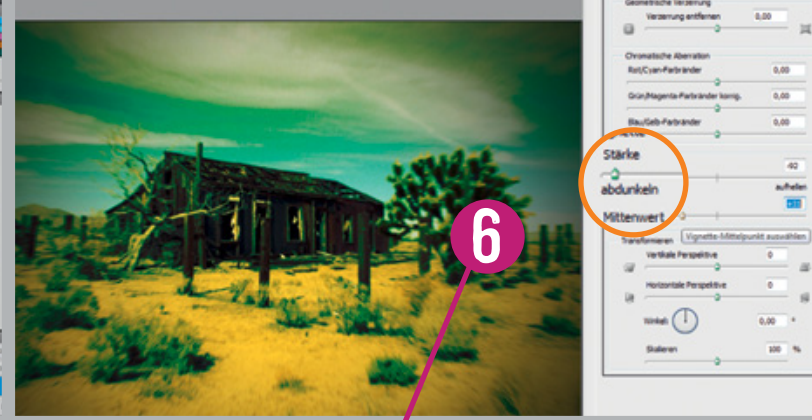 Geometrische Verzerrung
Verzerrung entfernen 0,00
Chromatische Aberration
Rot/Cyan-Farbränder 0,00
Grün/Magenta-Farbränder korrig. 0,00
Blau/Gelb-Farbränder 0,00
Stärke
40
abdunkeln aufhellen
Mittenwert
6
Transformieren
Vignette-Mittelpunkt auswählen
Vertikale Perspektive 0
Horizontale Perspektive 0
Winkel: 0,00 °
Skalieren 100 %